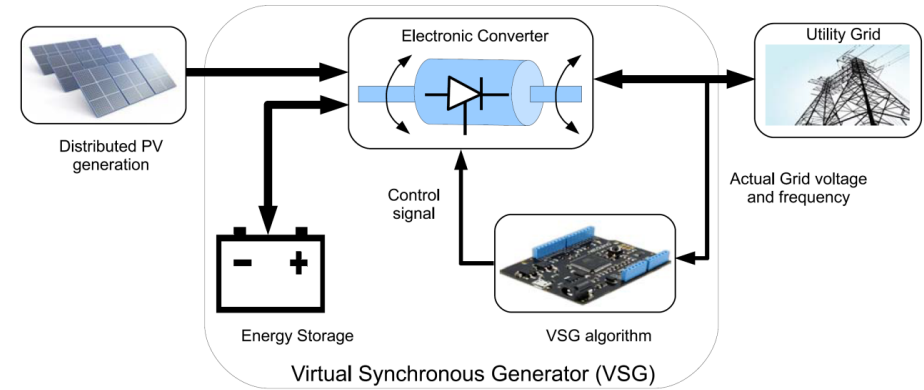 Electronic Converter
Utility Grid
Distributed PV
generation
Control
signal
Actual Grid voltage
and frequency
Energy Storage
VSG algorithm
Virtual Synchronous Generator (VSG)